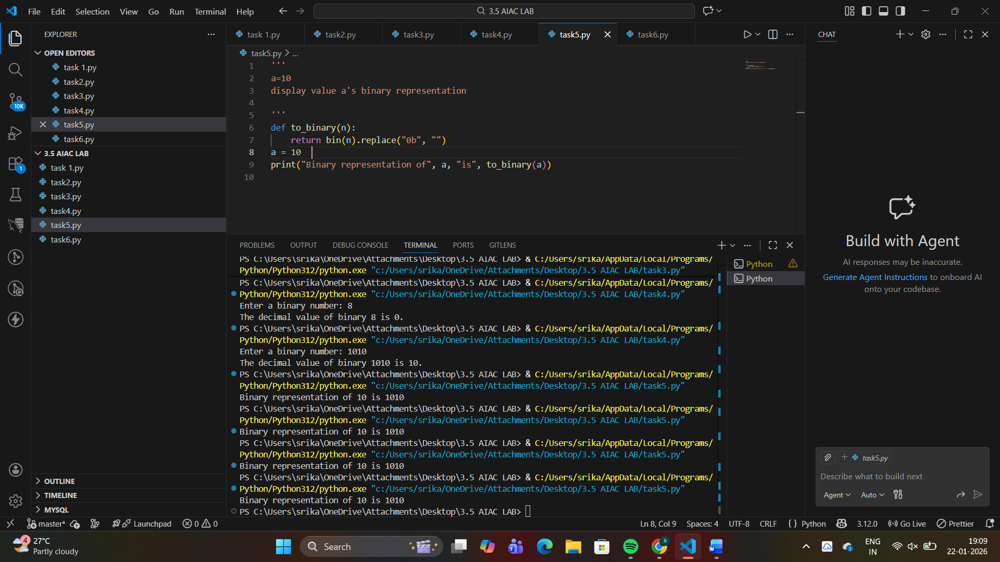 File Edit Selection View Go Run Terminal Help
3.5 AIAC LAB
EXPLORER
OPEN EDITORS
task 1.py
task2.py
task3.py
task4.py
task5.py
task6.py
3.5 AIAC LAB
task 1.py
task2.py
task3.py
task4.py
task5.py
task6.py
OUTLINE
TIMELINE
MYSQL
10K
1
task 1.py task2.py task3.py task4.py task5.py task6.py
task5.py > ...
1 '''
2 a=10
3 display value a's binary representation
4
5 '''
6 def to_binary(n):
7     return bin(n).replace("0b", "")
8 a = 10
9 print("Binary representation of", a, "is", to_binary(a))
10
PROBLEMS OUTPUT DEBUG CONSOLE TERMINAL PORTS GITLENS
PS C:\Users\srika\OneDrive\Attachments\Desktop\3.5 AIAC LAB> & C:/Users/srika/AppData/Local/Programs/
Python/Python312/python.exe "c:/Users/srika/OneDrive/Attachments/Desktop/3.5 AIAC LAB/task3.py"
PS C:\Users\srika\OneDrive\Attachments\Desktop\3.5 AIAC LAB> & C:/Users/srika/AppData/Local/Programs/
Python/Python312/python.exe "c:/Users/srika/OneDrive/Attachments/Desktop/3.5 AIAC LAB/task4.py"
Enter a binary number: 8
The decimal value of binary 8 is 0.
PS C:\Users\srika\OneDrive\Attachments\Desktop\3.5 AIAC LAB> & C:/Users/srika/AppData/Local/Programs/
Python/Python312/python.exe "c:/Users/srika/OneDrive/Attachments/Desktop/3.5 AIAC LAB/task4.py"
Enter a binary number: 1010
The decimal value of binary 1010 is 10.
PS C:\Users\srika\OneDrive\Attachments\Desktop\3.5 AIAC LAB> & C:/Users/srika/AppData/Local/Programs/
Python/Python312/python.exe "c:/Users/srika/OneDrive/Attachments/Desktop/3.5 AIAC LAB/task5.py"
Binary representation of 10 is 1010
PS C:\Users\srika\OneDrive\Attachments\Desktop\3.5 AIAC LAB> & C:/Users/srika/AppData/Local/Programs/
Python/Python312/python.exe "c:/Users/srika/OneDrive/Attachments/Desktop/3.5 AIAC LAB/task5.py"
Binary representation of 10 is 1010
PS C:\Users\srika\OneDrive\Attachments\Desktop\3.5 AIAC LAB> & C:/Users/srika/AppData/Local/Programs/
Python/Python312/python.exe "c:/Users/srika/OneDrive/Attachments/Desktop/3.5 AIAC LAB/task5.py"
Binary representation of 10 is 1010
PS C:\Users\srika\OneDrive\Attachments\Desktop\3.5 AIAC LAB> & C:/Users/srika/AppData/Local/Programs/
Python/Python312/python.exe "c:/Users/srika/OneDrive/Attachments/Desktop/3.5 AIAC LAB/task5.py"
Binary representation of 10 is 1010
PS C:\Users\srika\OneDrive\Attachments\Desktop\3.5 AIAC LAB>
Python
Python
CHAT
Build with Agent
AI responses may be inaccurate.
Generate Agent Instructions to onboard AI
onto your codebase.
task5.py
Describe what to build next
Agent Auto
master* Launchpad 0 0
Ln 8, Col 9 Spaces: 4 UTF-8 CRLF { } Python 3.12.0 Go Live Prettier
4
27°C
Partly cloudy
Search
S
ENG
IN
19:09
22-01-2026